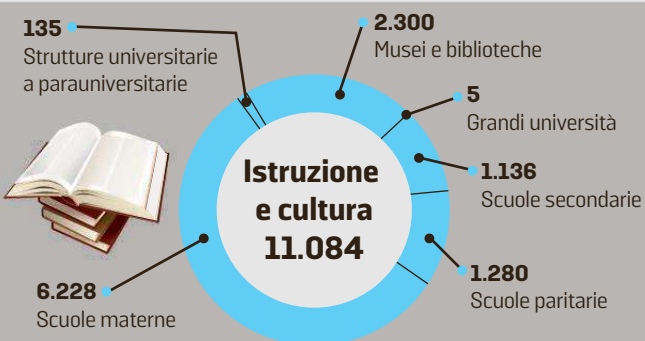 135
Strutture universitarie
a parauniversitarie
2.300
Musei e biblioteche
5
Grandi università
1.136
Scuole secondarie
1.280
Scuole paritarie
6.228
Scuole materne
Istruzione
e cultura
11.084